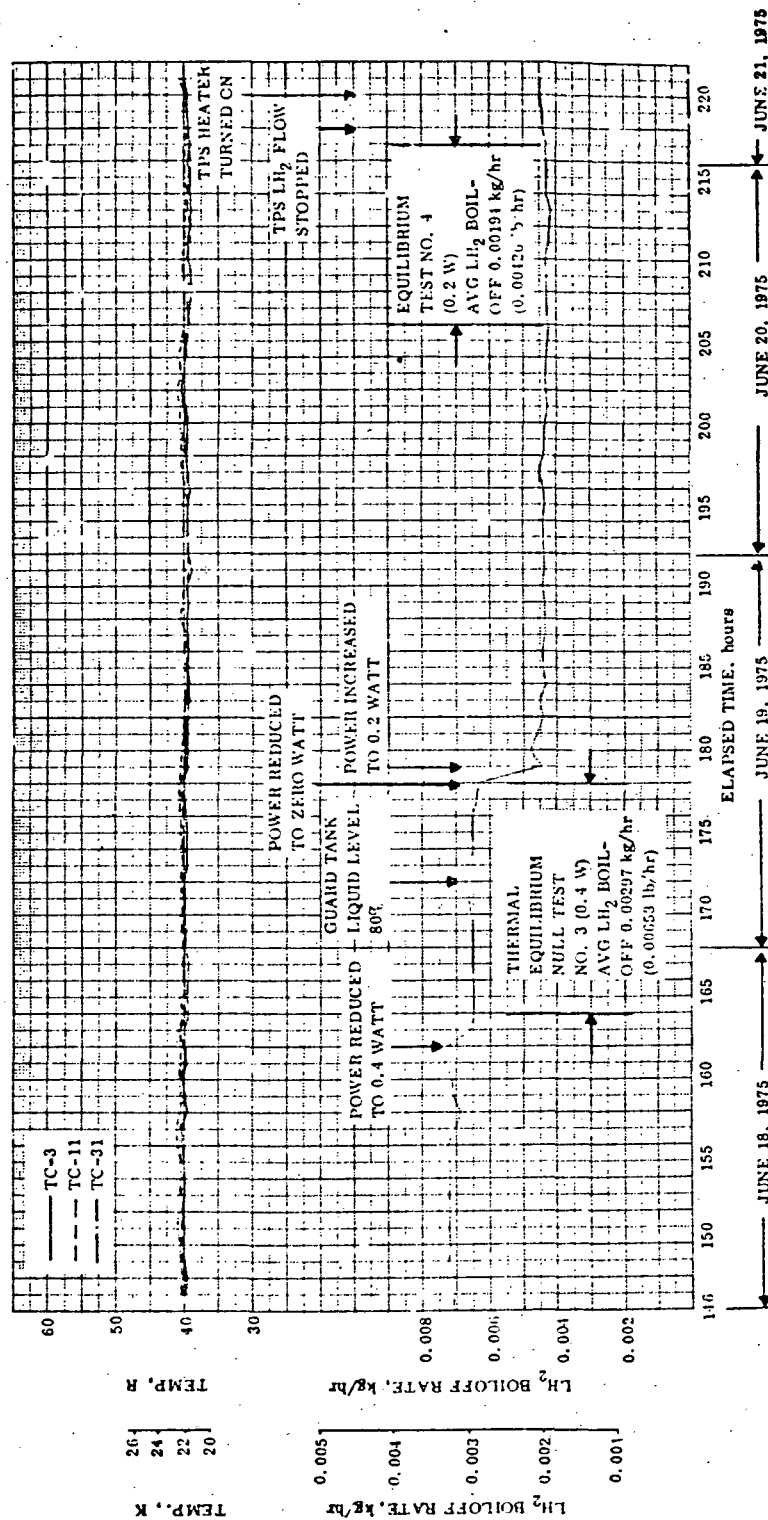 TC-3
TC-11
TC-31
TPS HEATER
TURNED CN
TPS LH2 FLOW
STOPPED
POWER REDUCED
TO ZERO WATT
GUARD TANK
LIQUID LEVEL
80%
POWER INCREASED
TO 0.2 WATT
POWER REDUCED
TO 0.4 WATT
EQUILIBRIUM
TEST NO. 4
(0.2 W)
AVG LH2 BOIL-
OFF 0.00194 kg/hr
THERMAL
EQUILIBRIUM
NULL TEST
NO. 3 (0.4 W)
AVG LH2 BOIL-
OFF 0.00297 kg/hr
60
50
40
30
TEMP, R
0.008
0.006
0.004
0.002
LH2 BOILOFF RATE, kg/hr
26
24
22
20
TEMP., K
0.005
0.004
0.003
0.002
0.001
LH2 BOILOFF RATE, kg/hr
146 150 155 160 165 170 175 180 185 190 195 200 205 210 215 220
ELAPSED TIME, hours
JUNE 18, 1975 JUNE 19, 1975 JUNE 20, 1975 JUNE 21, 1975